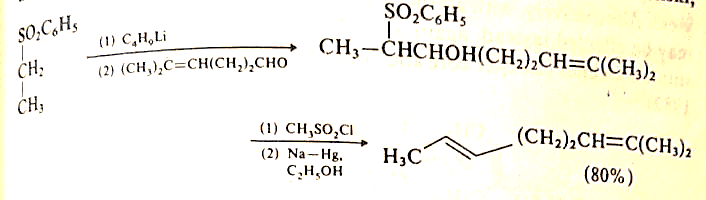 SO₂C₆H₅
SO₂C₆H₅
(1) C₄H₉Li
CH₂
(2) (CH₃)₂C=CH(CH₂)₂CHO
CH₃—CHCHOH(CH₂)₂CH=C(CH₃)₂
CH₃
(1) CH₃SO₂Cl
(2) Na—Hg,
C₂H₅OH
H₃C
(CH₂)₂CH=C(CH₃)₂
(80%)